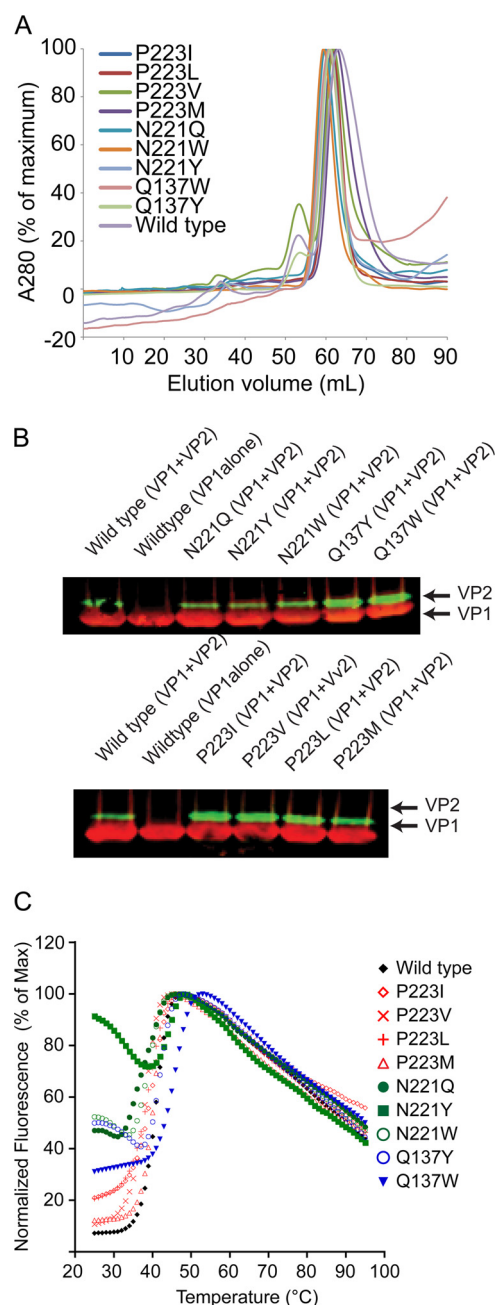 A
P223I
P223L
P223V
P223M
N221Q
N221W
N221Y
Q137W
Q137Y
Wild type
A280 (% of maximum)
100
80
60
40
20
0
-20
10 20 30 40 50 60 70 80 90
Elution volume (mL)
B
Wild type (VP1+VP2)
Wildtype (VP1alone)
N221Q (VP1+VP2)
N221Y (VP1+VP2)
N221W (VP1+VP2)
Q137Y (VP1+VP2)
Q137W (VP1+VP2)
VP2
VP1
Wild type (VP1+VP2)
Wildtype (VP1alone)
P223I (VP1+VP2)
P223V (VP1+Vv2)
P223L (VP1+VP2)
P223M (VP1+VP2)
VP2
VP1
C
Normalized Fluorescence (% of Max)
120
100
80
60
40
20
20 40 60 80 100
Temperature (°C)
Wild type
P223I
P223V
P223L
P223M
N221Q
N221Y
N221W
Q137Y
Q137W